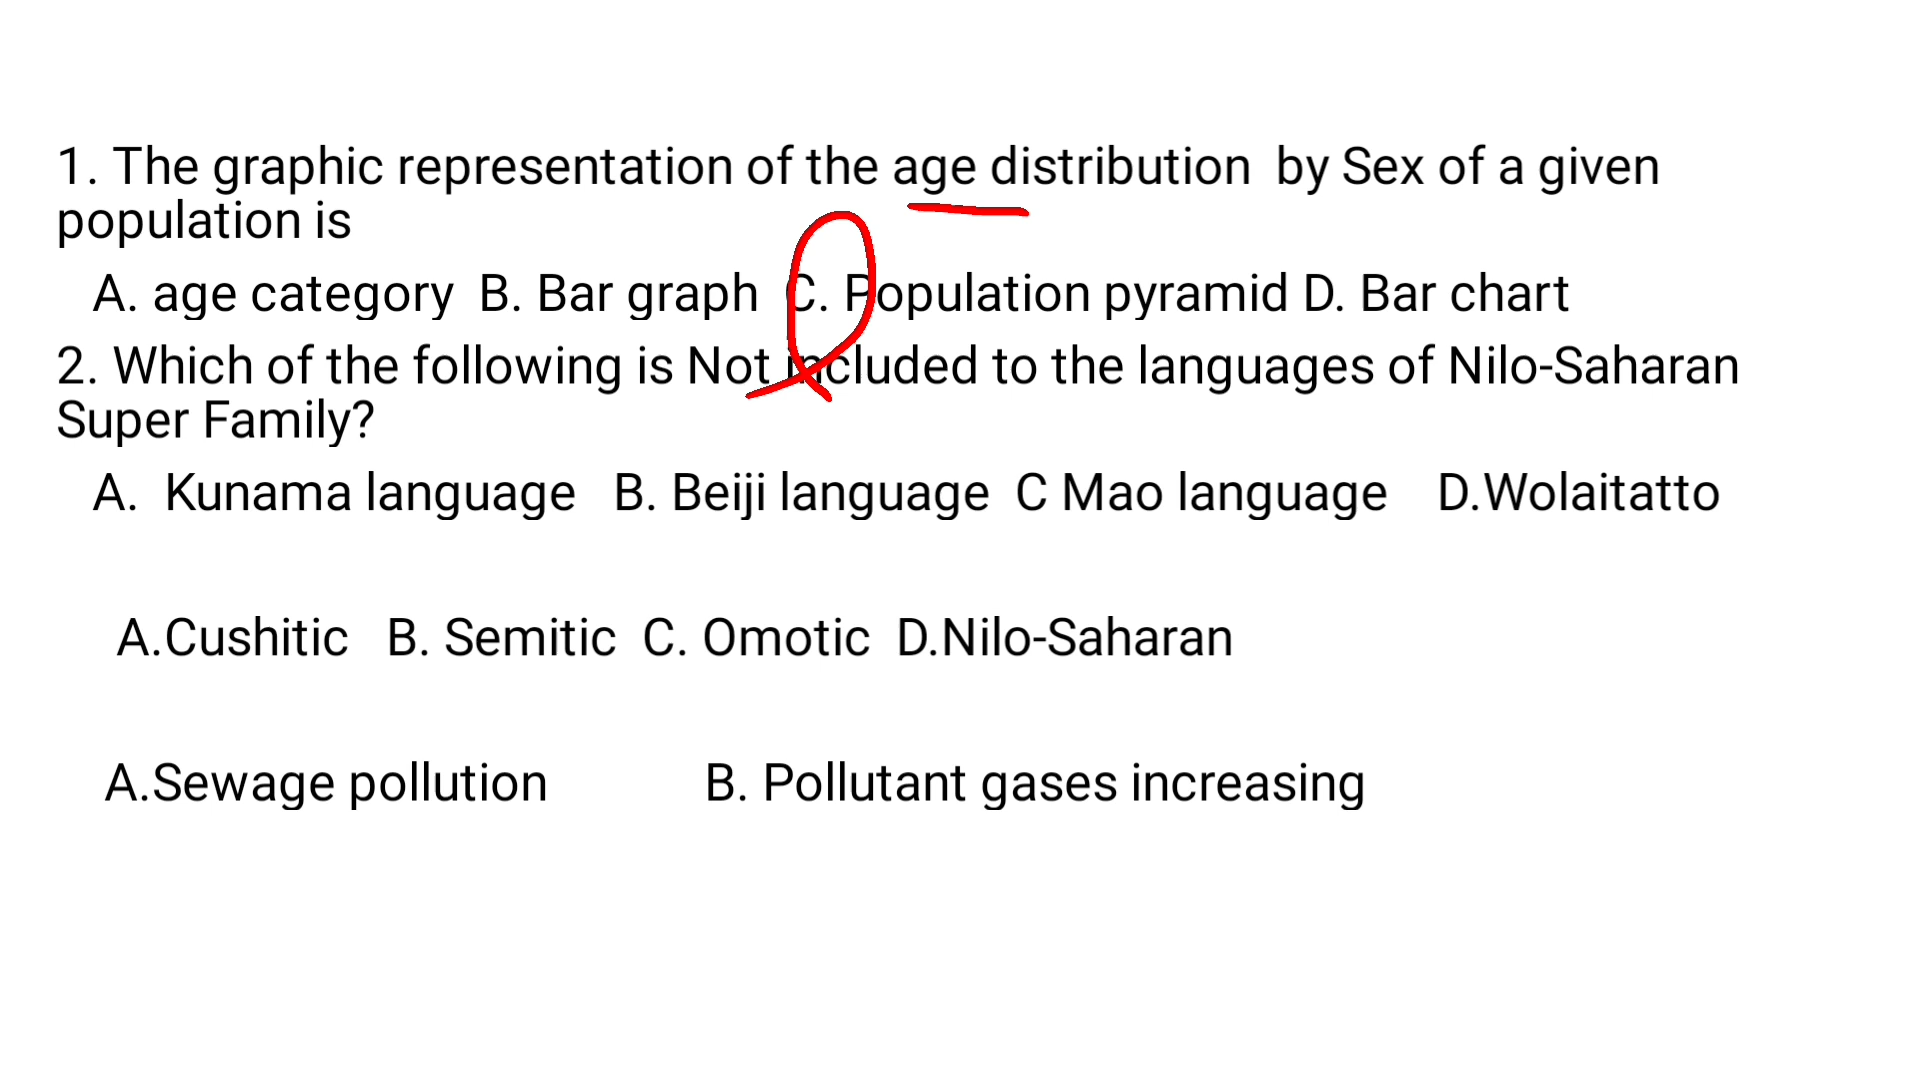 1. The graphic representation of the age distribution by Sex of a given
population is
A. age category B. Bar graph C. Population pyramid D. Bar chart
2. Which of the following is Not included to the languages of Nilo-Saharan
Super Family?
A. Kunama language B. Beiji language C Mao language D.Wolaitatto
A.Cushitic B. Semitic C. Omotic D.Nilo-Saharan
A.Sewage pollution B. Pollutant gases increasing